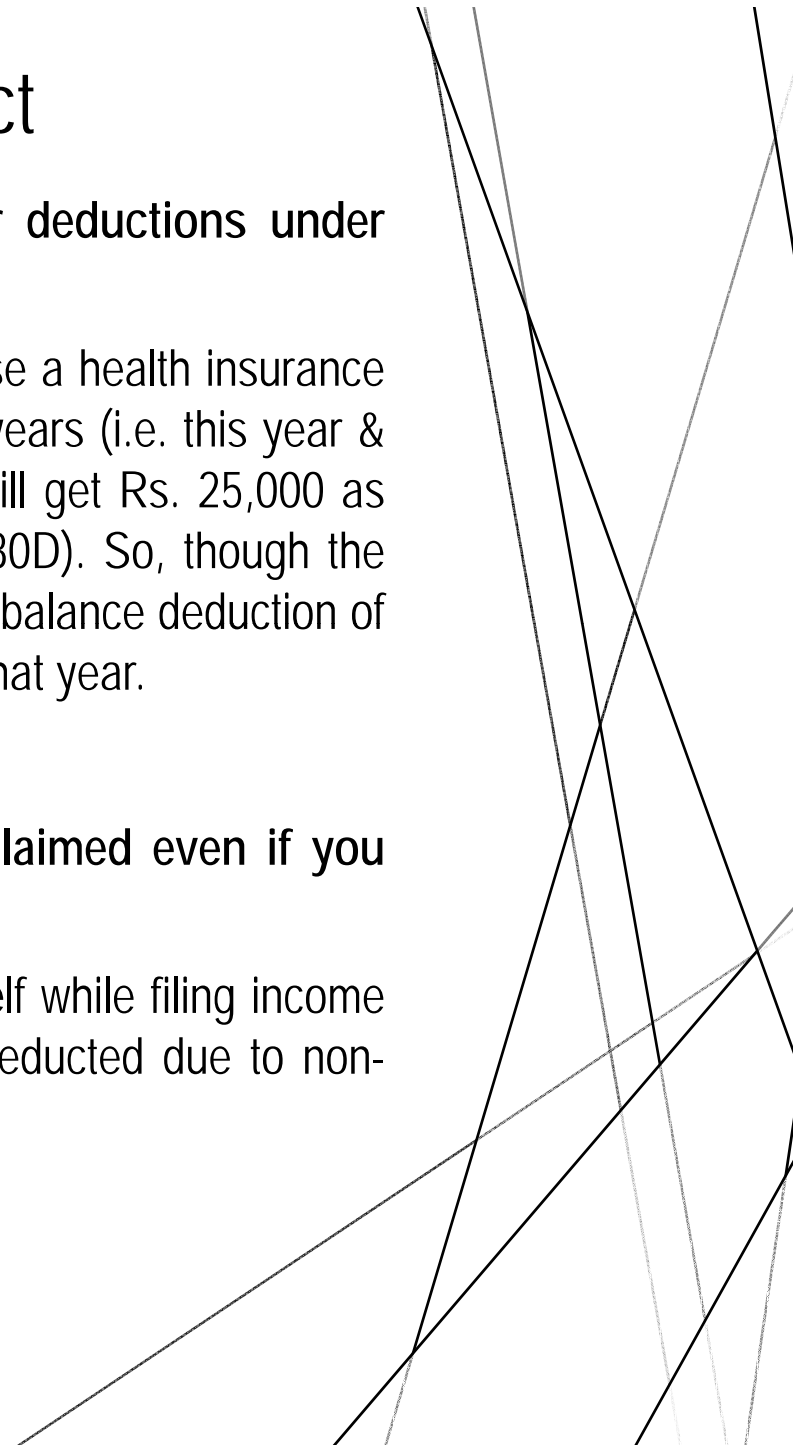 ct
r deductions under
se a health insurance
years (i.e. this year &
ill get Rs. 25,000 as
80D). So, though the
balance deduction of
hat year.
laimed even if you
elf while filing income
educted due to non-